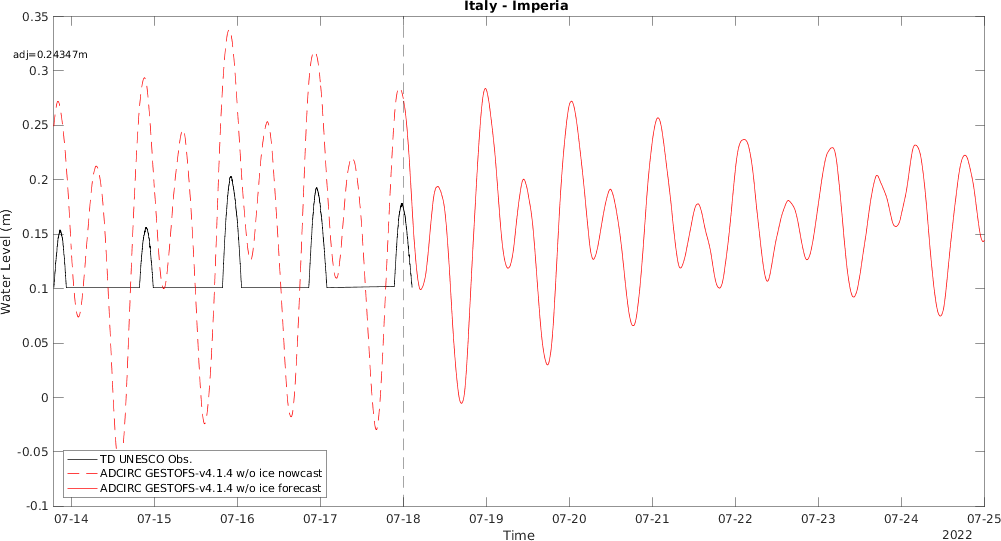 Italy - Imperia
adj=0.24347m
0.35
0.3
0.25
0.2
0.15
0.1
0.05
0
-0.05
-0.1
Water Level (m)
TD UNESCO Obs.
ADCIRC GESTOFS-v4.1.4 w/o ice nowcast
ADCIRC GESTOFS-v4.1.4 w/o ice forecast
07-14 07-15 07-16 07-17 07-18 07-19 07-20 07-21 07-22 07-23 07-24 07-25
Time
2022